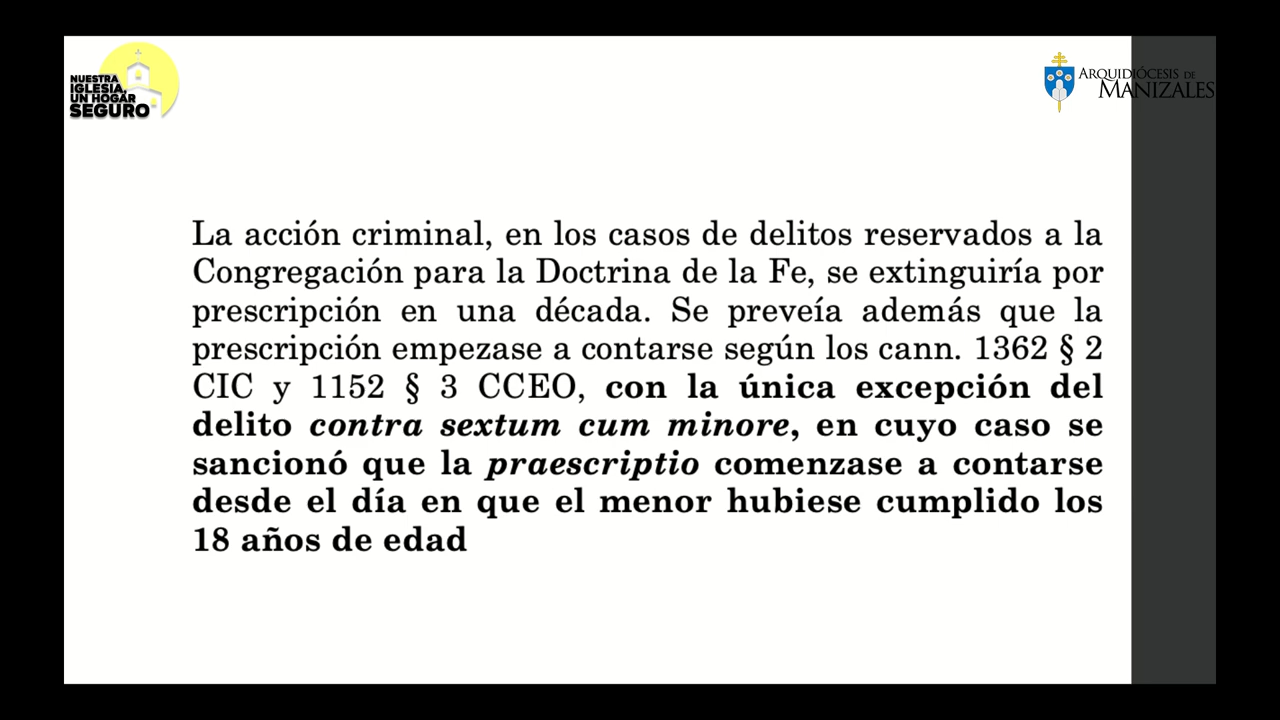 NUESTRA
IGLESIA,
UN HOGAR
SEGURO
ARQUIDIÓCESIS DE
MANIZALES
La acción criminal, en los casos de delitos reservados a la
Congregación para la Doctrina de la Fe, se extinguiría por
prescripción en una década. Se preveía además que la
prescripción empezase a contarse según los cann. 1362 § 2
CIC y 1152 § 3 CCEO, con la única excepción del
delito contra sextum cum minore, en cuyo caso se
sancionó que la praescriptio comenzase a contarse
desde el día en que el menor hubiese cumplido los
18 años de edad